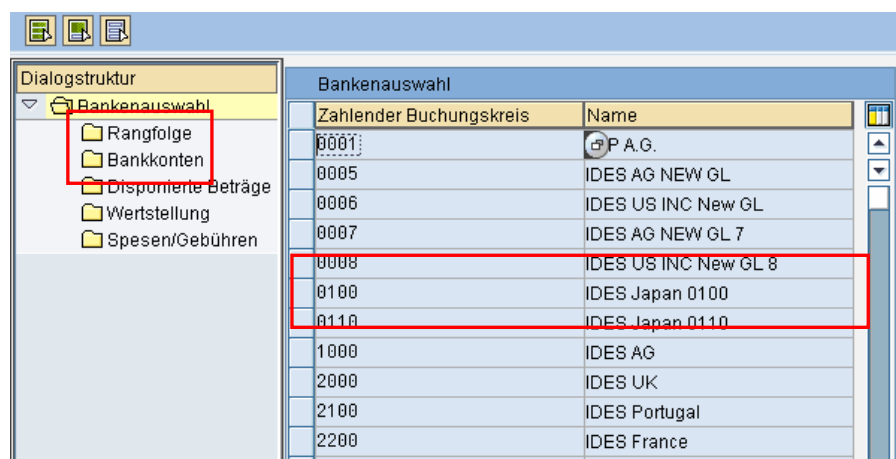 Dialogstruktur
Bankenauswahl
Rangfolge
Bankkonten
Disponierte Beträge
Wertstellung
Spesen/Gebühren
Bankenauswahl
Zahlender Buchungskreis Name
0001 P A.G.
0005 IDES AG NEW GL
0006 IDES US INC New GL
0007 IDES AG NEW GL 7
0008 IDES US INC New GL 8
0100 IDES Japan 0100
0110 IDES Japan 0110
1000 IDES AG
2000 IDES UK
2100 IDES Portugal
2200 IDES France